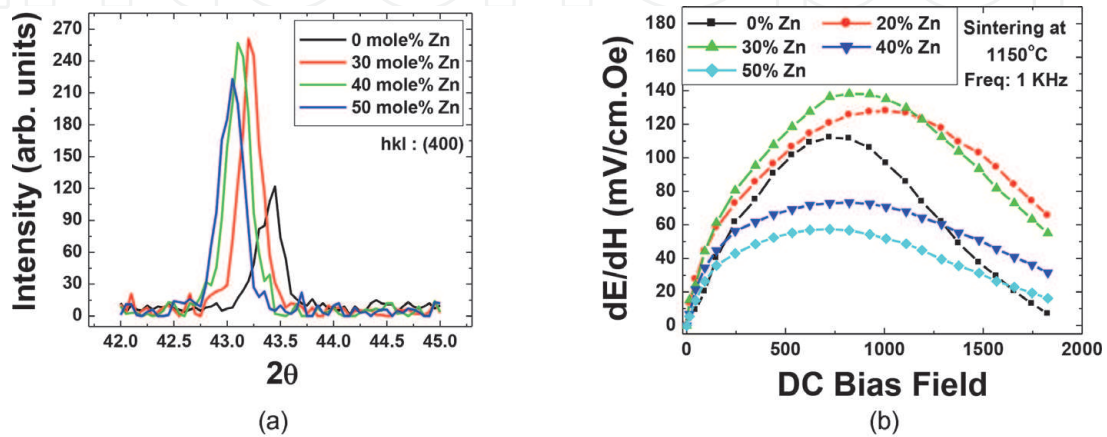 270
240
210
180
150
120
90
60
30
0
Intensity (arb. units)
0 mole% Zn
30 mole% Zn
40 mole% Zn
50 mole% Zn
hkl : (400)
42.0 42.5 43.0 43.5 44.0 44.5 45.0
2θ
(a)
180
160
140
120
100
80
60
40
20
0
dE/dH (mV/cm.Oe)
0% Zn 20% Zn
30% Zn 40% Zn
50% Zn
Sintering at
1150°C
Freq: 1 KHz
0 500 1000 1500 2000
DC Bias Field
(b)